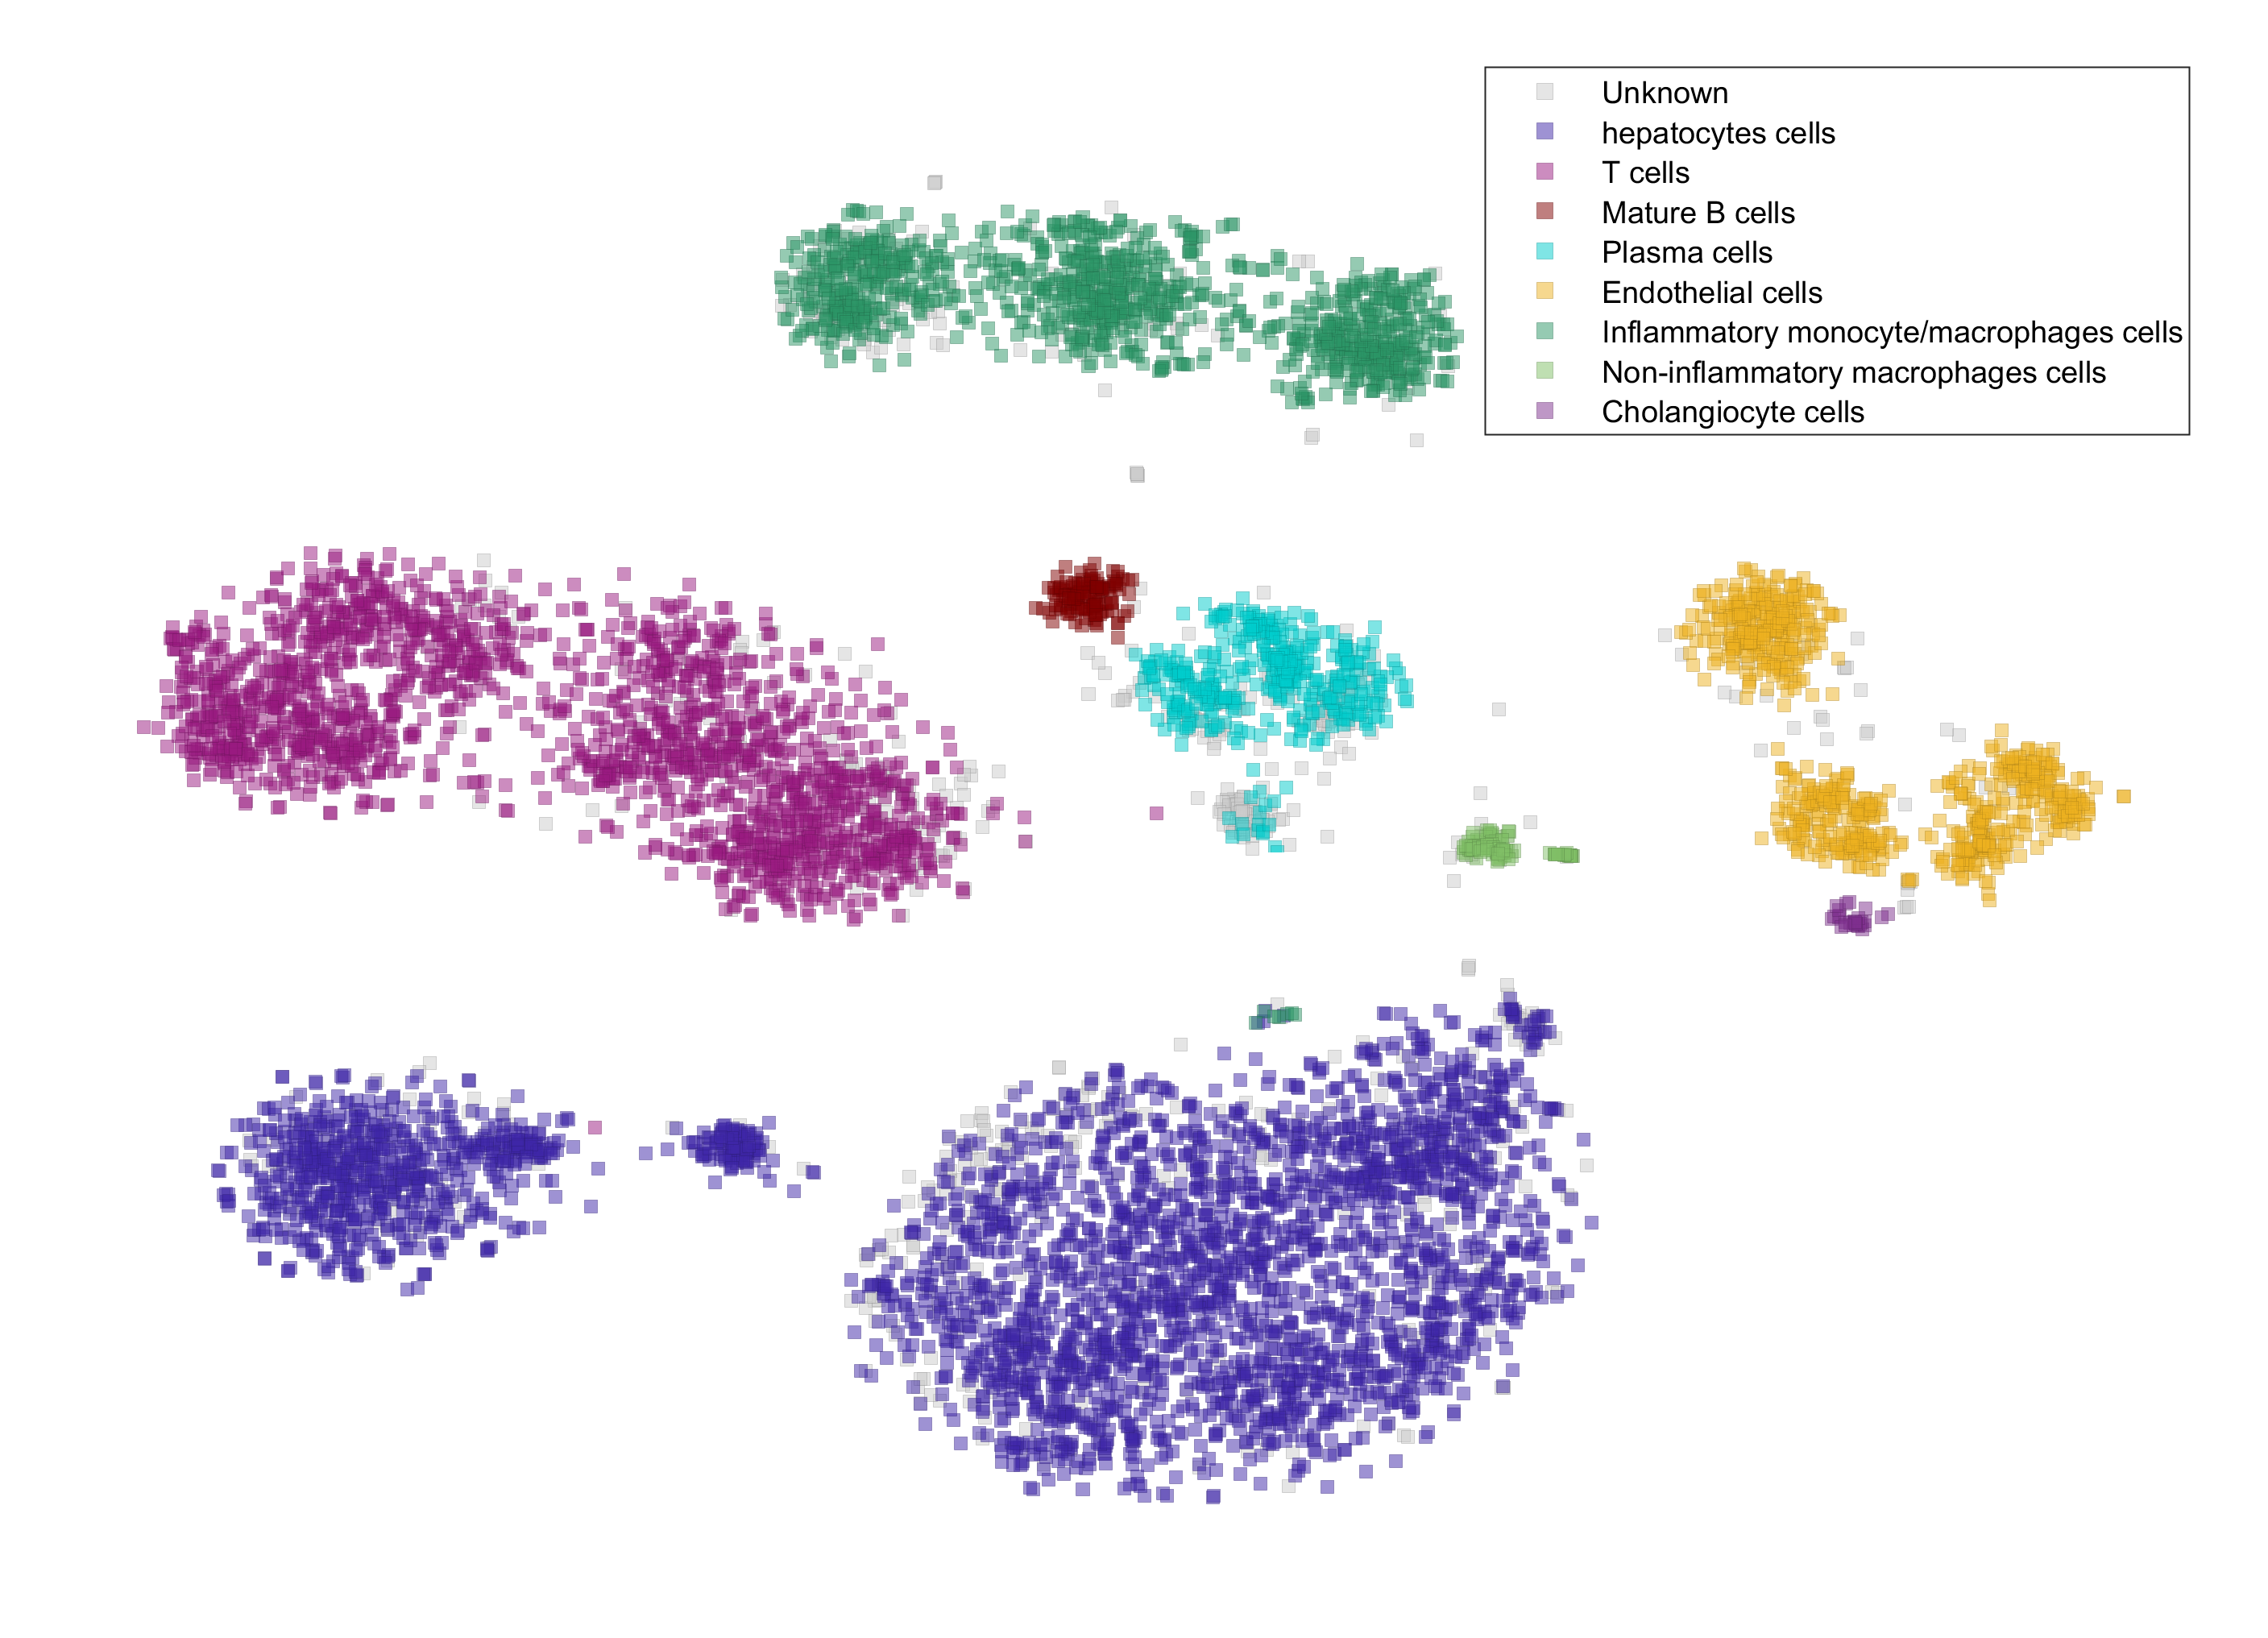 Unknown
hepatocytes cells
T cells
Mature B cells
Plasma cells
Endothelial cells
Inflammatory monocyte/macrophages cells
Non-inflammatory macrophages cells
Cholangiocyte cells